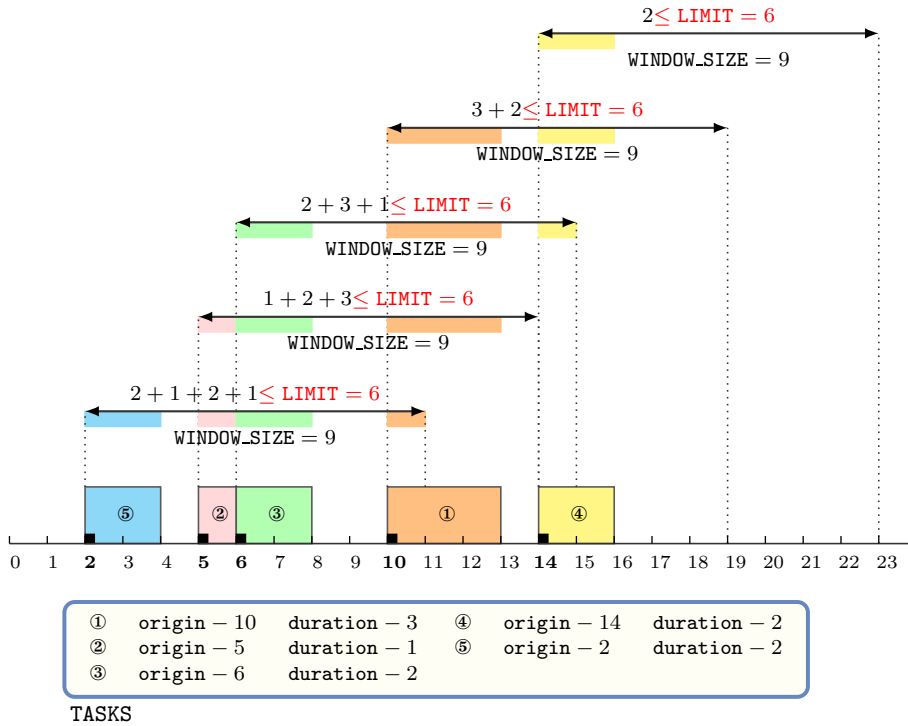 2≤ LIMIT = 6
WINDOW_SIZE = 9
3 + 2≤ LIMIT = 6
WINDOW_SIZE = 9
2 + 3 + 1≤ LIMIT = 6
WINDOW_SIZE = 9
1 + 2 + 3≤ LIMIT = 6
WINDOW_SIZE = 9
2 + 1 + 2 + 1≤ LIMIT = 6
WINDOW_SIZE = 9
⑤ ② ③ ① ④
0 1 2 3 4 5 6 7 8 9 10 11 12 13 14 15 16 17 18 19 20 21 22 23
① origin − 10 duration − 3 ④ origin − 14 duration − 2
② origin − 5 duration − 1 ⑤ origin − 2 duration − 2
③ origin − 6 duration − 2
TASKS